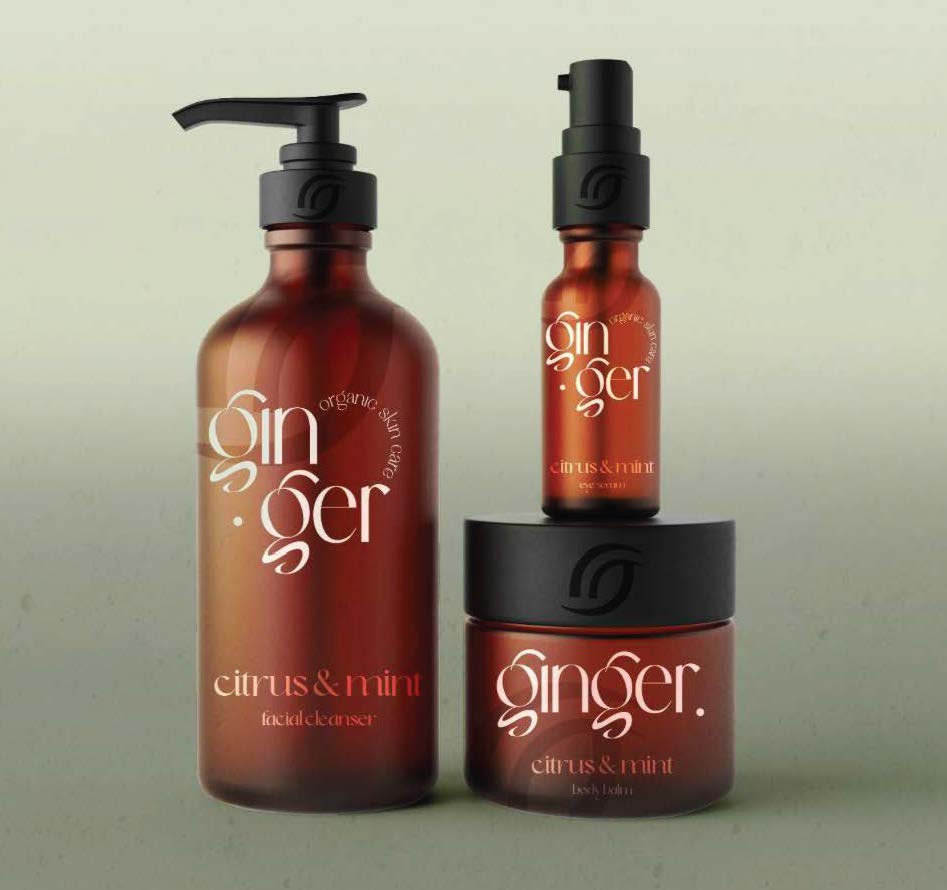 gin
organic skin care
. ger
citrus & mint
facial cleanser
gin
organic skin care
. ger
citrus & mint
eye serum
ginger.
citrus & mint
body balm